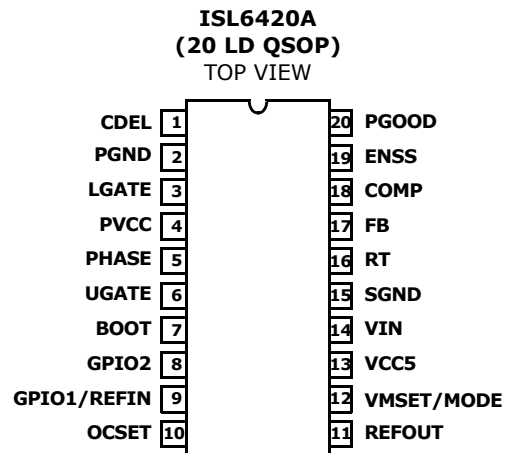 ISL6420A
(20 LD QSOP)
TOP VIEW
CDEL 1 20 PGOOD
PGND 2 19 ENSS
LGATE 3 18 COMP
PVCC 4 17 FB
PHASE 5 16 RT
UGATE 6 15 SGND
BOOT 7 14 VIN
GPIO2 8 13 VCC5
GPIO1/REFIN 9 12 VMSET/MODE
OCSET 10 11 REFOUT